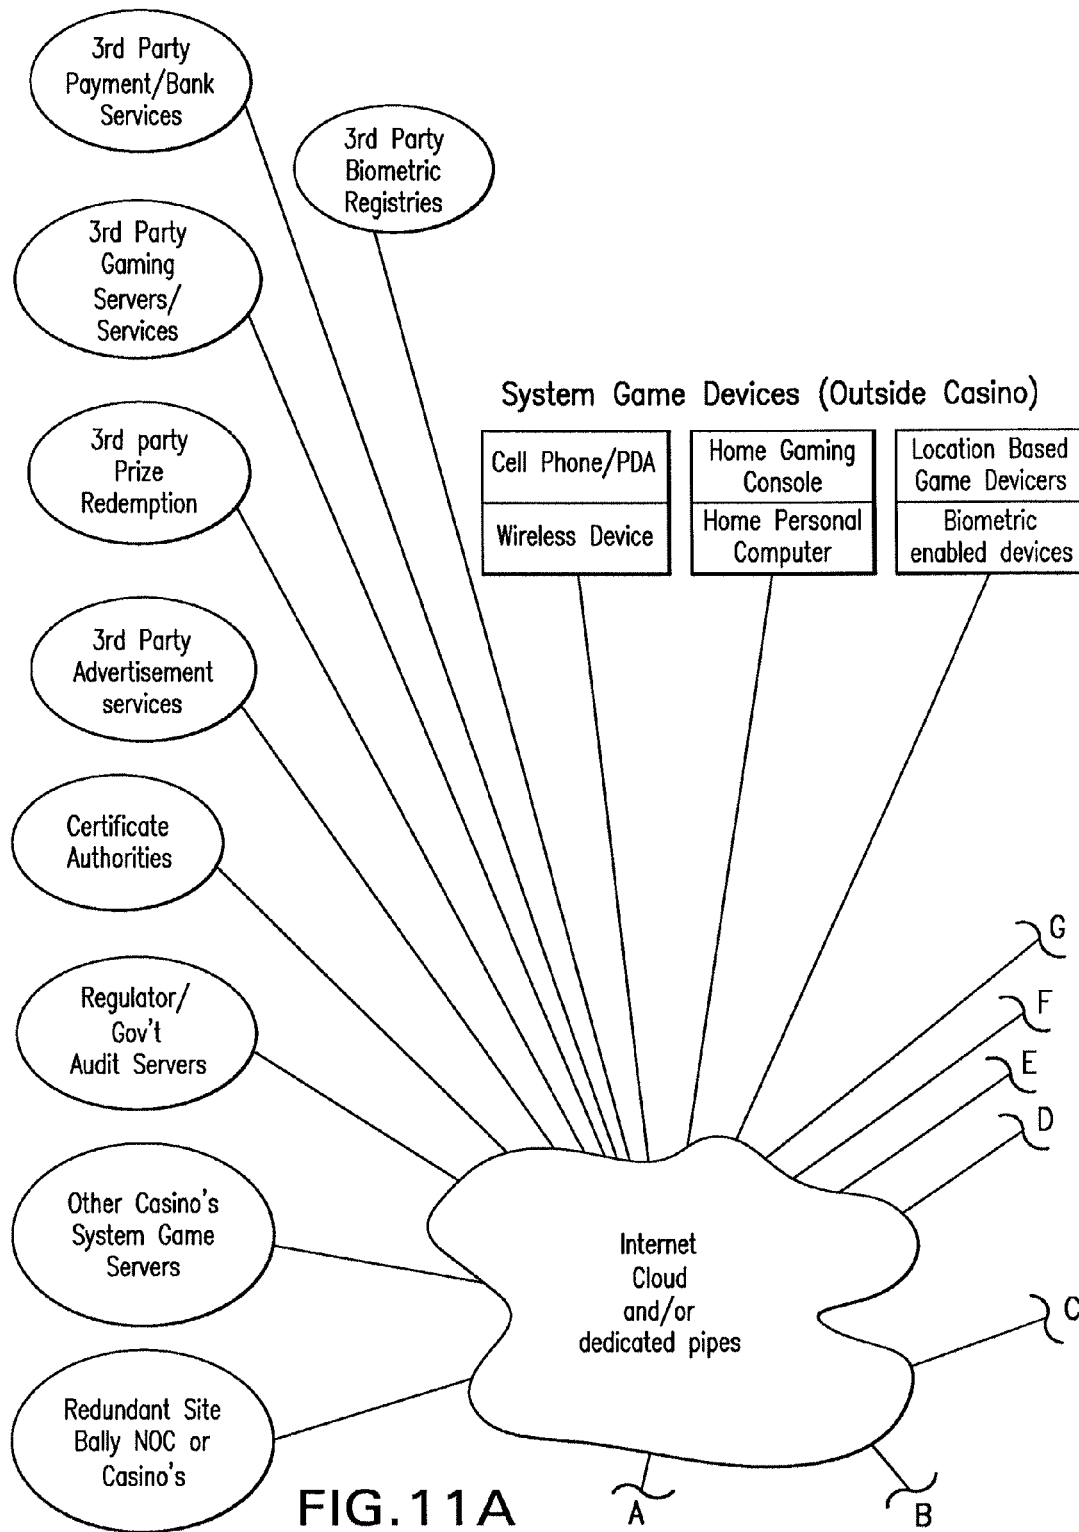 3rd Party
Payment/Bank
Services
3rd Party
Biometric
Registries
3rd Party
Gaming
Servers/
Services
System Game Devices (Outside Casino)
Cell Phone/PDA
Wireless Device
Home Gaming
Console
Home Personal
Computer
Location Based
Game Devicers
Biometric
enabled devices
3rd party
Prize
Redemption
3rd Party
Advertisement
services
Certificate
Authorities
Regulator/
Gov't
Audit Servers
Other Casino's
System Game
Servers
Redundant Site
Bally NOC or
Casino's
Internet
Cloud
and/or
dedicated pipes
G
F
E
D
C
B
A
FIG.11A